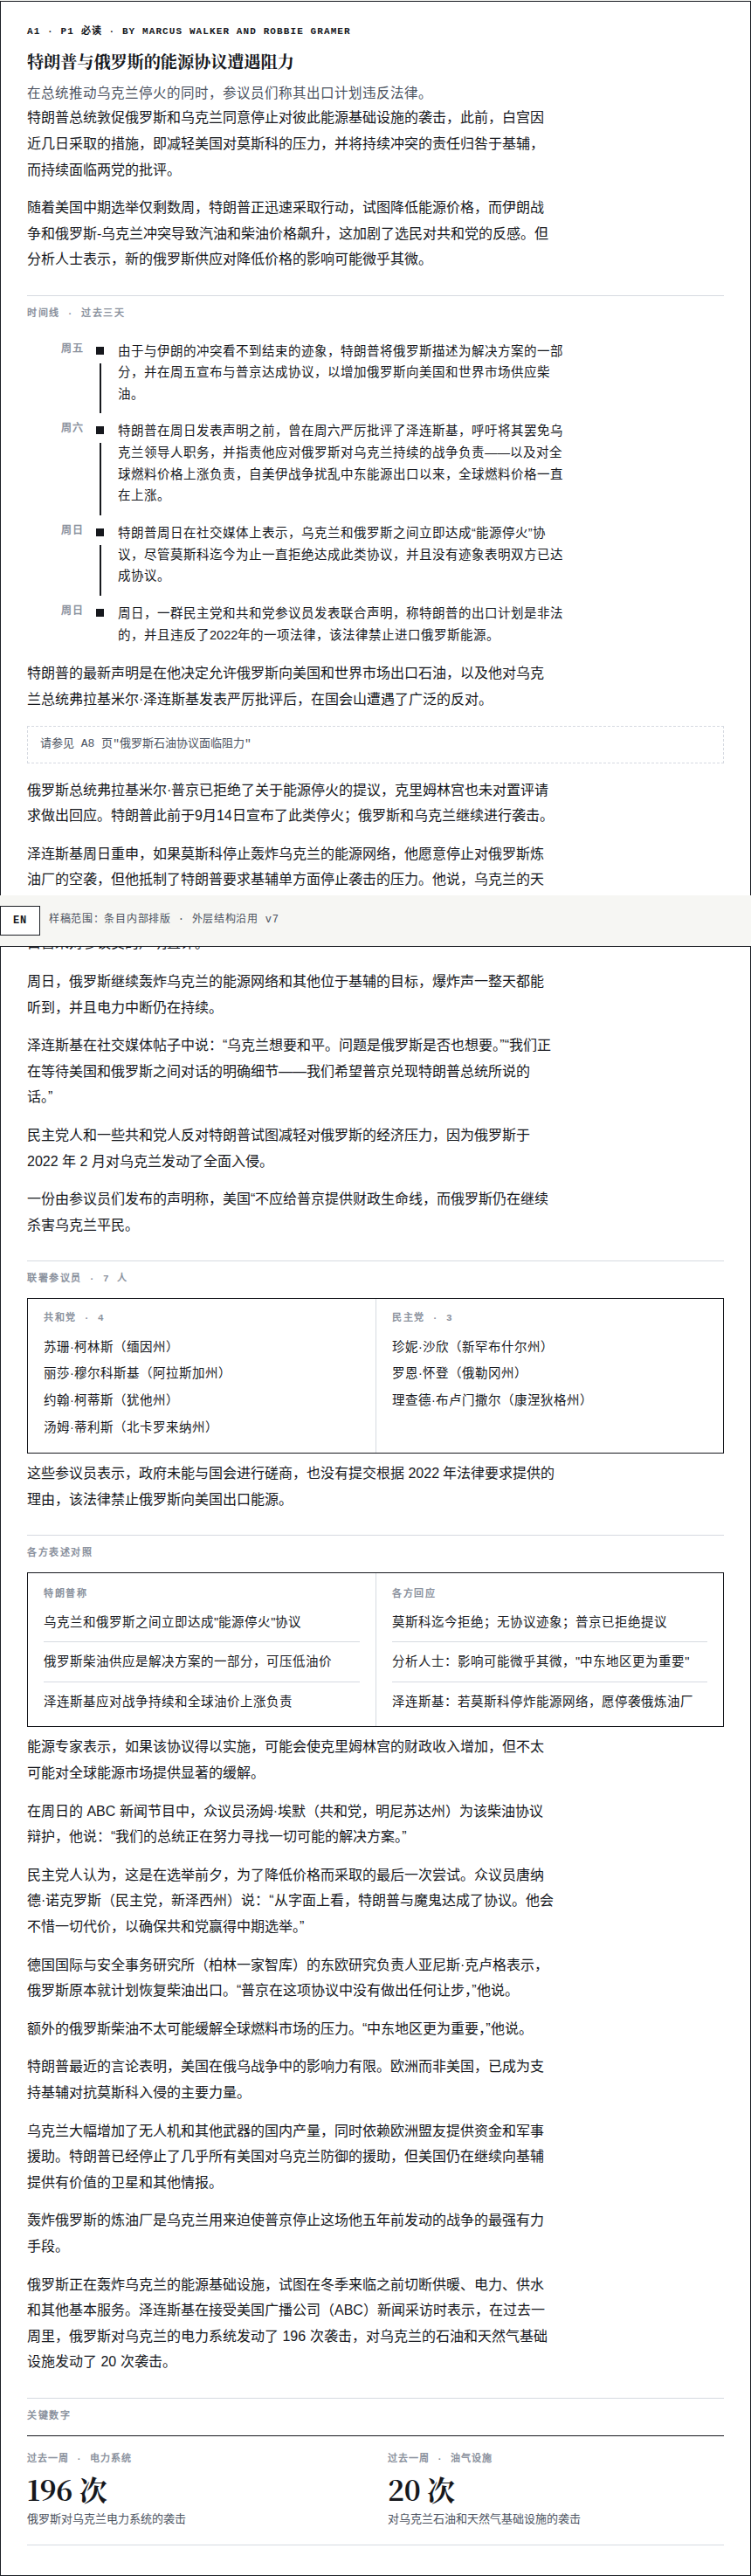 A1 · P1 必读 · BY MARCUS WALKER AND ROBBIE GRAMER
特朗普与俄罗斯的能源协议遭遇阻力
在总统推动乌克兰停火的同时，参议员们称其出口计划违反法律。
特朗普总统敦促俄罗斯和乌克兰同意停止对彼此能源基础设施的袭击，此前，白宫因
近几日采取的措施，即减轻美国对莫斯科的压力，并将持续冲突的责任归咎于基辅，
而持续面临两党的批评。
随着美国中期选举仅剩数周，特朗普正迅速采取行动，试图降低能源价格，而伊朗战
争和俄罗斯-乌克兰冲突导致汽油和柴油价格飙升，这加剧了选民对共和党的反感。但
分析人士表示，新的俄罗斯供应对降低价格的影响可能微乎其微。
时间线 · 过去三天
周五
由于与伊朗的冲突看不到结束的迹象，特朗普将俄罗斯描述为解决方案的一部
分，并在周五宣布与普京达成协议，以增加俄罗斯向美国和世界市场供应柴
油。
周六
特朗普在周日发表声明之前，曾在周六严厉批评了泽连斯基，呼吁将其罢免乌
克兰领导人职务，并指责他应对俄罗斯对乌克兰持续的战争负责——以及对全
球燃料价格上涨负责，自美伊战争扰乱中东能源出口以来，全球燃料价格一直
在上涨。
周日
特朗普周日在社交媒体上表示，乌克兰和俄罗斯之间立即达成“能源停火”协
议，尽管莫斯科迄今为止一直拒绝达成此类协议，并且没有迹象表明双方已达
成协议。
周日
周日，一群民主党和共和党参议员发表联合声明，称特朗普的出口计划是非法
的，并且违反了2022年的一项法律，该法律禁止进口俄罗斯能源。
特朗普的最新声明是在他决定允许俄罗斯向美国和世界市场出口石油，以及他对乌克
兰总统弗拉基米尔·泽连斯基发表严厉批评后，在国会山遭遇了广泛的反对。
请参见 A8 页"俄罗斯石油协议面临阻力"
俄罗斯总统弗拉基米尔·普京已拒绝了关于能源停火的提议，克里姆林宫也未对置评请
求做出回应。特朗普此前于9月14日宣布了此类停火；俄罗斯和乌克兰继续进行袭击。
泽连斯基周日重申，如果莫斯科停止轰炸乌克兰的能源网络，他愿意停止对俄罗斯炼
油厂的空袭，但他抵制了特朗普要求基辅单方面停止袭击的压力。他说，乌克兰的天
EN
样稿范围：条目内部排版 · 外层结构沿用 v7
周日，俄罗斯继续轰炸乌克兰的能源网络和其他位于基辅的目标，爆炸声一整天都能
听到，并且电力中断仍在持续。
泽连斯基在社交媒体帖子中说：“乌克兰想要和平。问题是俄罗斯是否也想要。”“我们正
在等待美国和俄罗斯之间对话的明确细节——我们希望普京兑现特朗普总统所说的
话。”
民主党人和一些共和党人反对特朗普试图减轻对俄罗斯的经济压力，因为俄罗斯于
2022 年 2 月对乌克兰发动了全面入侵。
一份由参议员们发布的声明称，美国“不应给普京提供财政生命线，而俄罗斯仍在继续
杀害乌克兰平民。
联署参议员 · 7 人
共和党 · 4
苏珊·柯林斯（缅因州）
丽莎·穆尔科斯基（阿拉斯加州）
约翰·柯蒂斯（犹他州）
汤姆·蒂利斯（北卡罗来纳州）
民主党 · 3
珍妮·沙欣（新罕布什尔州）
罗恩·怀登（俄勒冈州）
理查德·布卢门撒尔（康涅狄格州）
这些参议员表示，政府未能与国会进行磋商，也没有提交根据 2022 年法律要求提供的
理由，该法律禁止俄罗斯向美国出口能源。
各方表述对照
特朗普称
乌克兰和俄罗斯之间立即达成"能源停火"协议
俄罗斯柴油供应是解决方案的一部分，可压低油价
泽连斯基应对战争持续和全球油价上涨负责
各方回应
莫斯科迄今拒绝；无协议迹象；普京已拒绝提议
分析人士：影响可能微乎其微，"中东地区更为重要"
泽连斯基：若莫斯科停炸能源网络，愿停袭俄炼油厂
能源专家表示，如果该协议得以实施，可能会使克里姆林宫的财政收入增加，但不太
可能对全球能源市场提供显著的缓解。
在周日的 ABC 新闻节目中，众议员汤姆·埃默（共和党，明尼苏达州）为该柴油协议
辩护，他说：“我们的总统正在努力寻找一切可能的解决方案。”
民主党人认为，这是在选举前夕，为了降低价格而采取的最后一次尝试。众议员唐纳
德·诺克罗斯（民主党，新泽西州）说：“从字面上看，特朗普与魔鬼达成了协议。他会
不惜一切代价，以确保共和党赢得中期选举。”
德国国际与安全事务研究所（柏林一家智库）的东欧研究负责人亚尼斯·克卢格表示，
俄罗斯原本就计划恢复柴油出口。“普京在这项协议中没有做出任何让步，”他说。
额外的俄罗斯柴油不太可能缓解全球燃料市场的压力。“中东地区更为重要，”他说。
特朗普最近的言论表明，美国在俄乌战争中的影响力有限。欧洲而非美国，已成为支
持基辅对抗莫斯科入侵的主要力量。
乌克兰大幅增加了无人机和其他武器的国内产量，同时依赖欧洲盟友提供资金和军事
援助。特朗普已经停止了几乎所有美国对乌克兰防御的援助，但美国仍在继续向基辅
提供有价值的卫星和其他情报。
轰炸俄罗斯的炼油厂是乌克兰用来迫使普京停止这场他五年前发动的战争的最强有力
手段。
俄罗斯正在轰炸乌克兰的能源基础设施，试图在冬季来临之前切断供暖、电力、供水
和其他基本服务。泽连斯基在接受美国广播公司（ABC）新闻采访时表示，在过去一
周里，俄罗斯对乌克兰的电力系统发动了 196 次袭击，对乌克兰的石油和天然气基础
设施发动了 20 次袭击。
关键数字
过去一周 · 电力系统
196 次
俄罗斯对乌克兰电力系统的袭击
过去一周 · 油气设施
20 次
对乌克兰石油和天然气基础设施的袭击